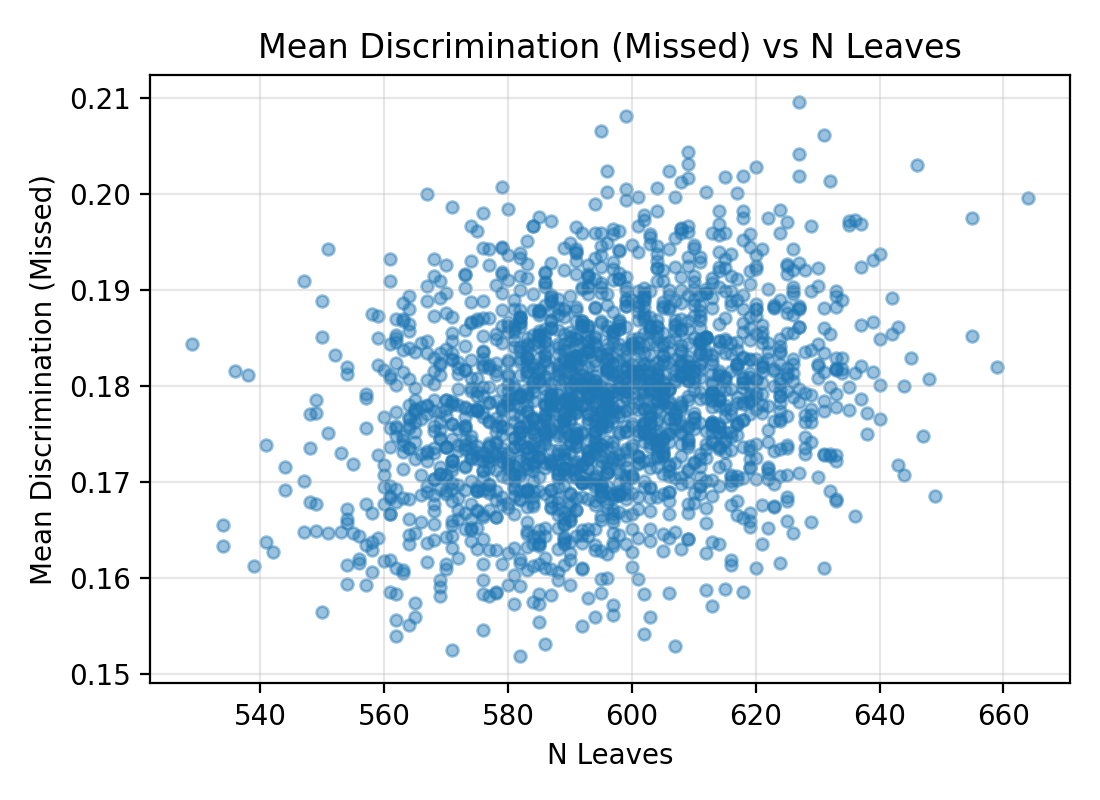 Mean Discrimination (Missed) vs N Leaves
Mean Discrimination (Missed)
0.21
0.20
0.19
0.18
0.17
0.16
0.15
540 560 580 600 620 640 660
N Leaves